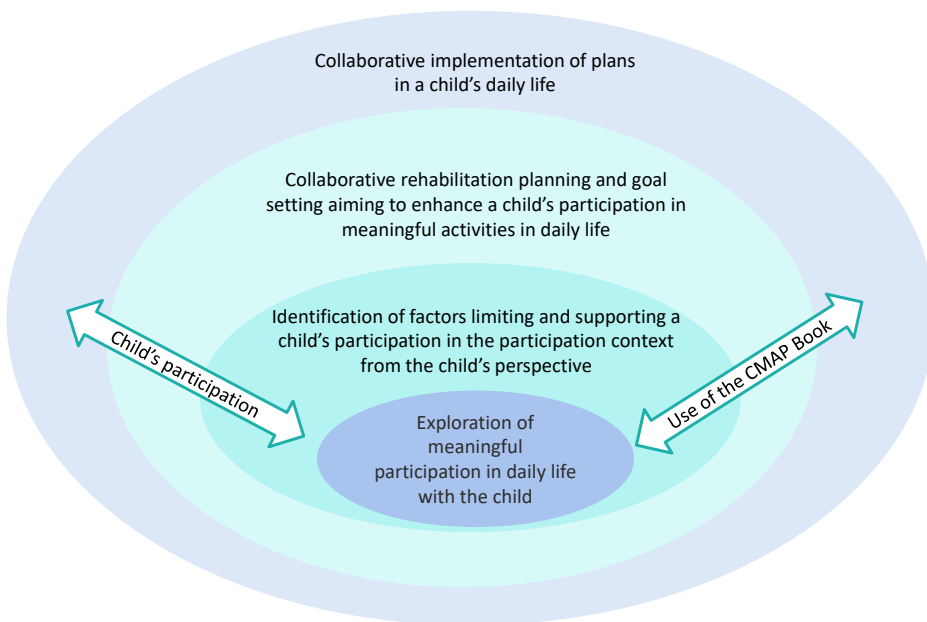 Collaborative implementation of plans
in a child’s daily life
Collaborative rehabilitation planning and goal
setting aiming to enhance a child’s participation in
meaningful activities in daily life
Identification of factors limiting and supporting a
child’s participation in the participation context
from the child’s perspective
Child’s participation
Use of the CMAP Book
Exploration of
meaningful
participation in daily life
with the child